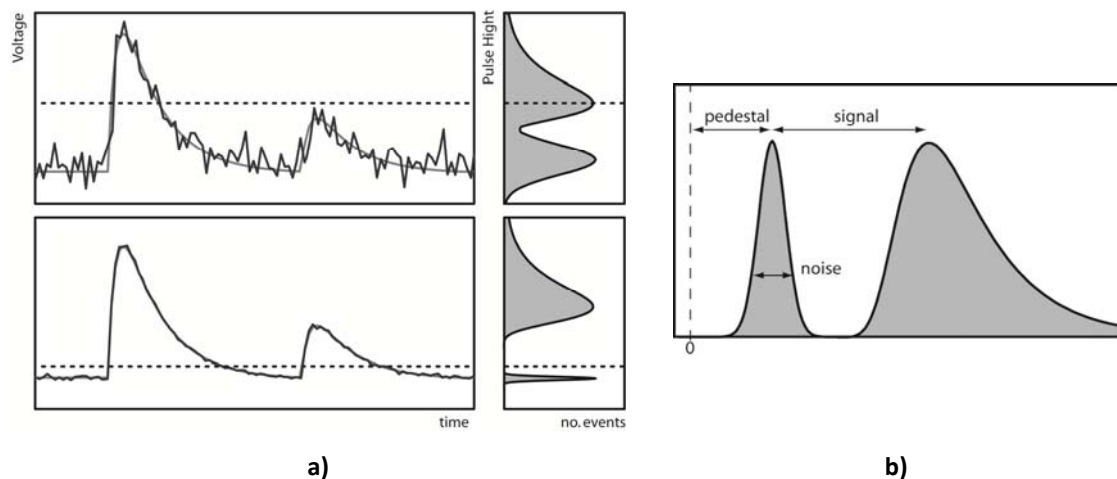 Voltage
Pulse Hight
time
no. events
a)
pedestal
signal
noise
0
b)